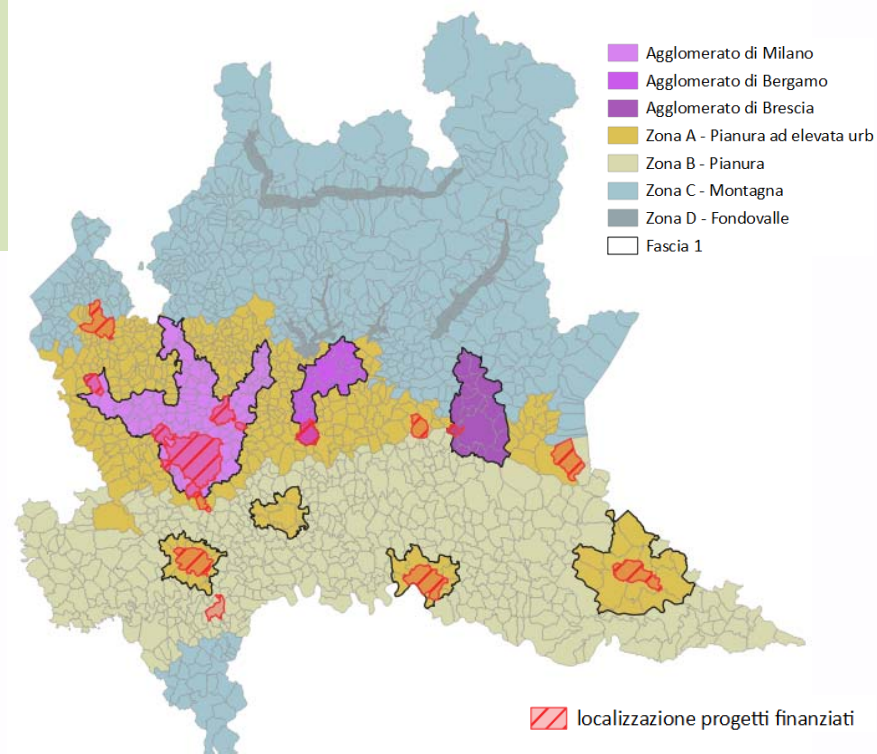 Agglomerato di Milano
Agglomerato di Bergamo
Agglomerato di Brescia
Zona A - Pianura ad elevata urb
Zona B - Pianura
Zona C - Montagna
Zona D - Fondovalle
Fascia 1
localizzazione progetti finanziati